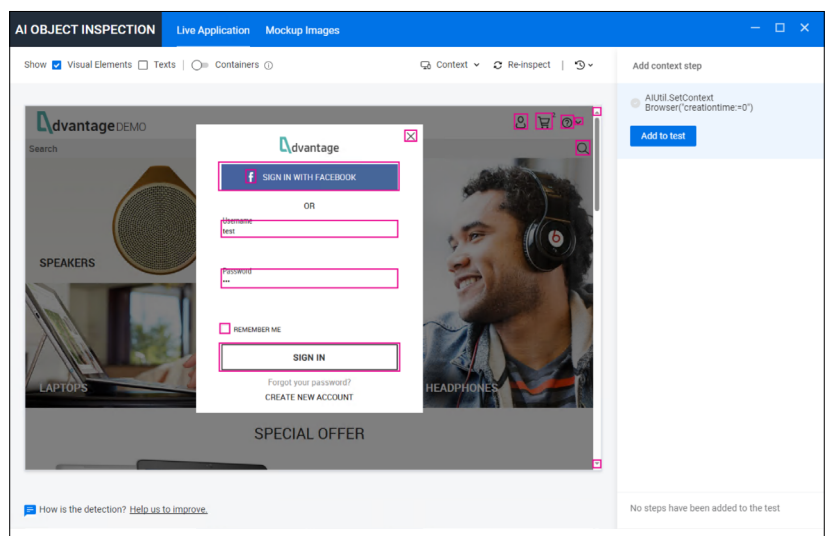 AI OBJECT INSPECTION Live Application Mockup Images
Show Visual Elements Texts | Containers Context Re-inspect |
Add context step
AIUtil.SetContext
Browser("creationtime:=0")
Add to test
dvantage DEMO
Search
dvantage
f SIGN IN WITH FACEBOOK
OR
Username
test
SPEAKERS
Password
REMEMBER ME
SIGN IN
Forgot your password?
CREATE NEW ACCOUNT
LAPTOPS
HEADPHONES
SPECIAL OFFER
How is the detection? Help us to improve.
No steps have been added to the test